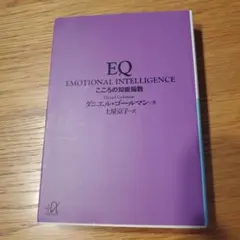 EQ
EMOTIONAL INTELLIGENCE
こころの知能指数
ダニエル・ゴールマン=著
土屋京子=訳